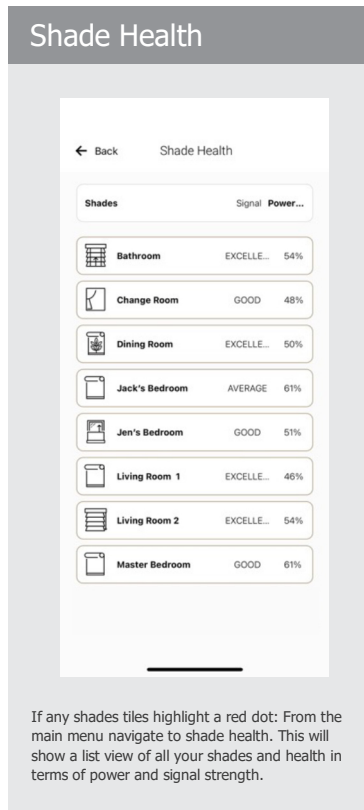 Shade Health
← Back Shade Health
Shades Signal Power...
Bathroom EXCELLE... 54%
Change Room GOOD 48%
Dining Room EXCELLE... 50%
Jack's Bedroom AVERAGE 61%
Jen's Bedroom GOOD 51%
Living Room 1 EXCELLE... 46%
Living Room 2 EXCELLE... 54%
Master Bedroom GOOD 61%
If any shades tiles highlight a red dot: From the
main menu navigate to shade health. This will
show a list view of all your shades and health in
terms of power and signal strength.